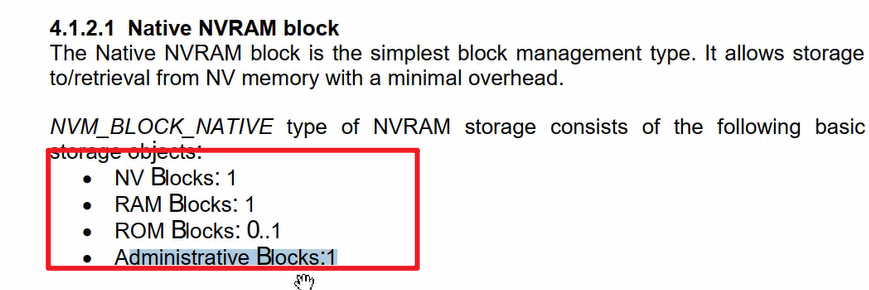 4.1.2.1 Native NVRAM block
The Native NVRAM block is the simplest block management type. It allows storage
to/retrieval from NV memory with a minimal overhead.
NVM_BLOCK_NATIVE type of NVRAM storage consists of the following basic
storage objects:
• NV Blocks: 1
• RAM Blocks: 1
• ROM Blocks: 0..1
• Administrative Blocks:1